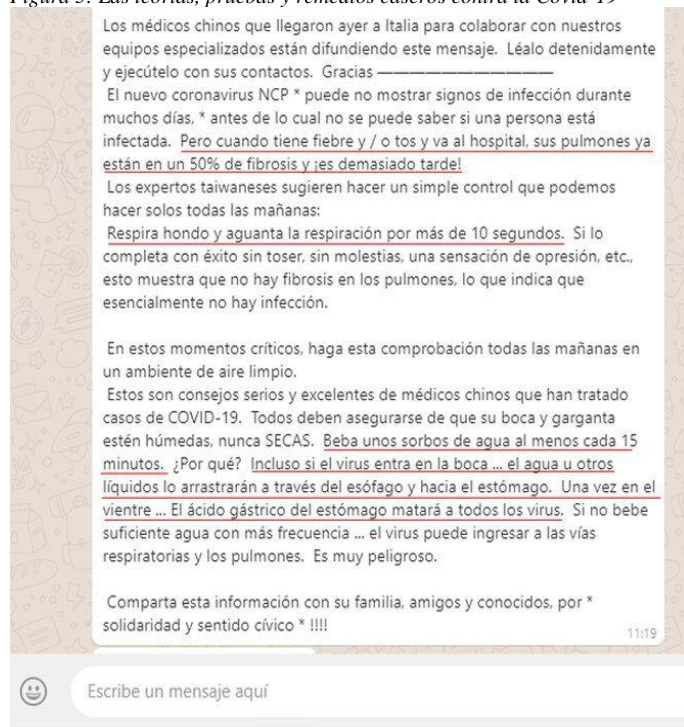 Figura 3. Las teorías, pruebas y remedios caseros contra la Covid-19
Los médicos chinos que llegaron ayer a Italia para colaborar con nuestros
equipos especializados están difundiendo este mensaje. Léalo detenidamente
y ejecútelo con sus contactos. Gracias ———————————
El nuevo coronavirus NCP * puede no mostrar signos de infección durante
muchos días, * antes de lo cual no se puede saber si una persona está
infectada. Pero cuando tiene fiebre y / o tos y va al hospital, sus pulmones ya
están en un 50% de fibrosis y ¡es demasiado tarde!
Los expertos taiwaneses sugieren hacer un simple control que podemos
hacer solos todas las mañanas:
Respira hondo y aguanta la respiración por más de 10 segundos. Si lo
completa con éxito sin toser, sin molestias, una sensación de opresión, etc.,
esto muestra que no hay fibrosis en los pulmones, lo que indica que
esencialmente no hay infección.
En estos momentos críticos, haga esta comprobación todas las mañanas en
un ambiente de aire limpio.
Estos son consejos serios y excelentes de médicos chinos que han tratado
casos de COVID-19. Todos deben asegurarse de que su boca y garganta
estén húmedas, nunca SECAS. Beba unos sorbos de agua al menos cada 15
minutos. ¿Por qué? Incluso si el virus entra en la boca ... el agua u otros
líquidos lo arrastrarán a través del esófago y hacia el estómago. Una vez en el
vientre ... El ácido gástrico del estómago matará a todos los virus. Si no bebe
suficiente agua con más frecuencia ... el virus puede ingresar a las vías
respiratorias y los pulmones. Es muy peligroso.
Comparta esta información con su familia, amigos y conocidos, por *
solidaridad y sentido cívico * !!!!
11:19
Escribe un mensaje aquí